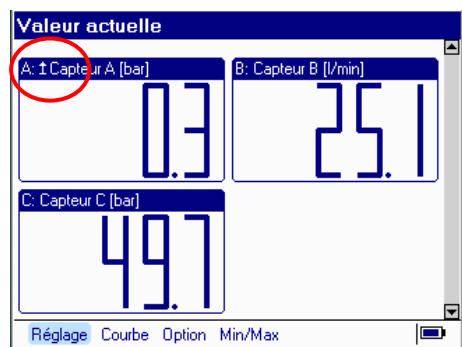 Valeur actuelle
A: ↥Capteur A [bar]
0.3
B: Capteur B [l/min]
25.1
C: Capteur C [bar]
49.7
Réglage Courbe Option Min/Max